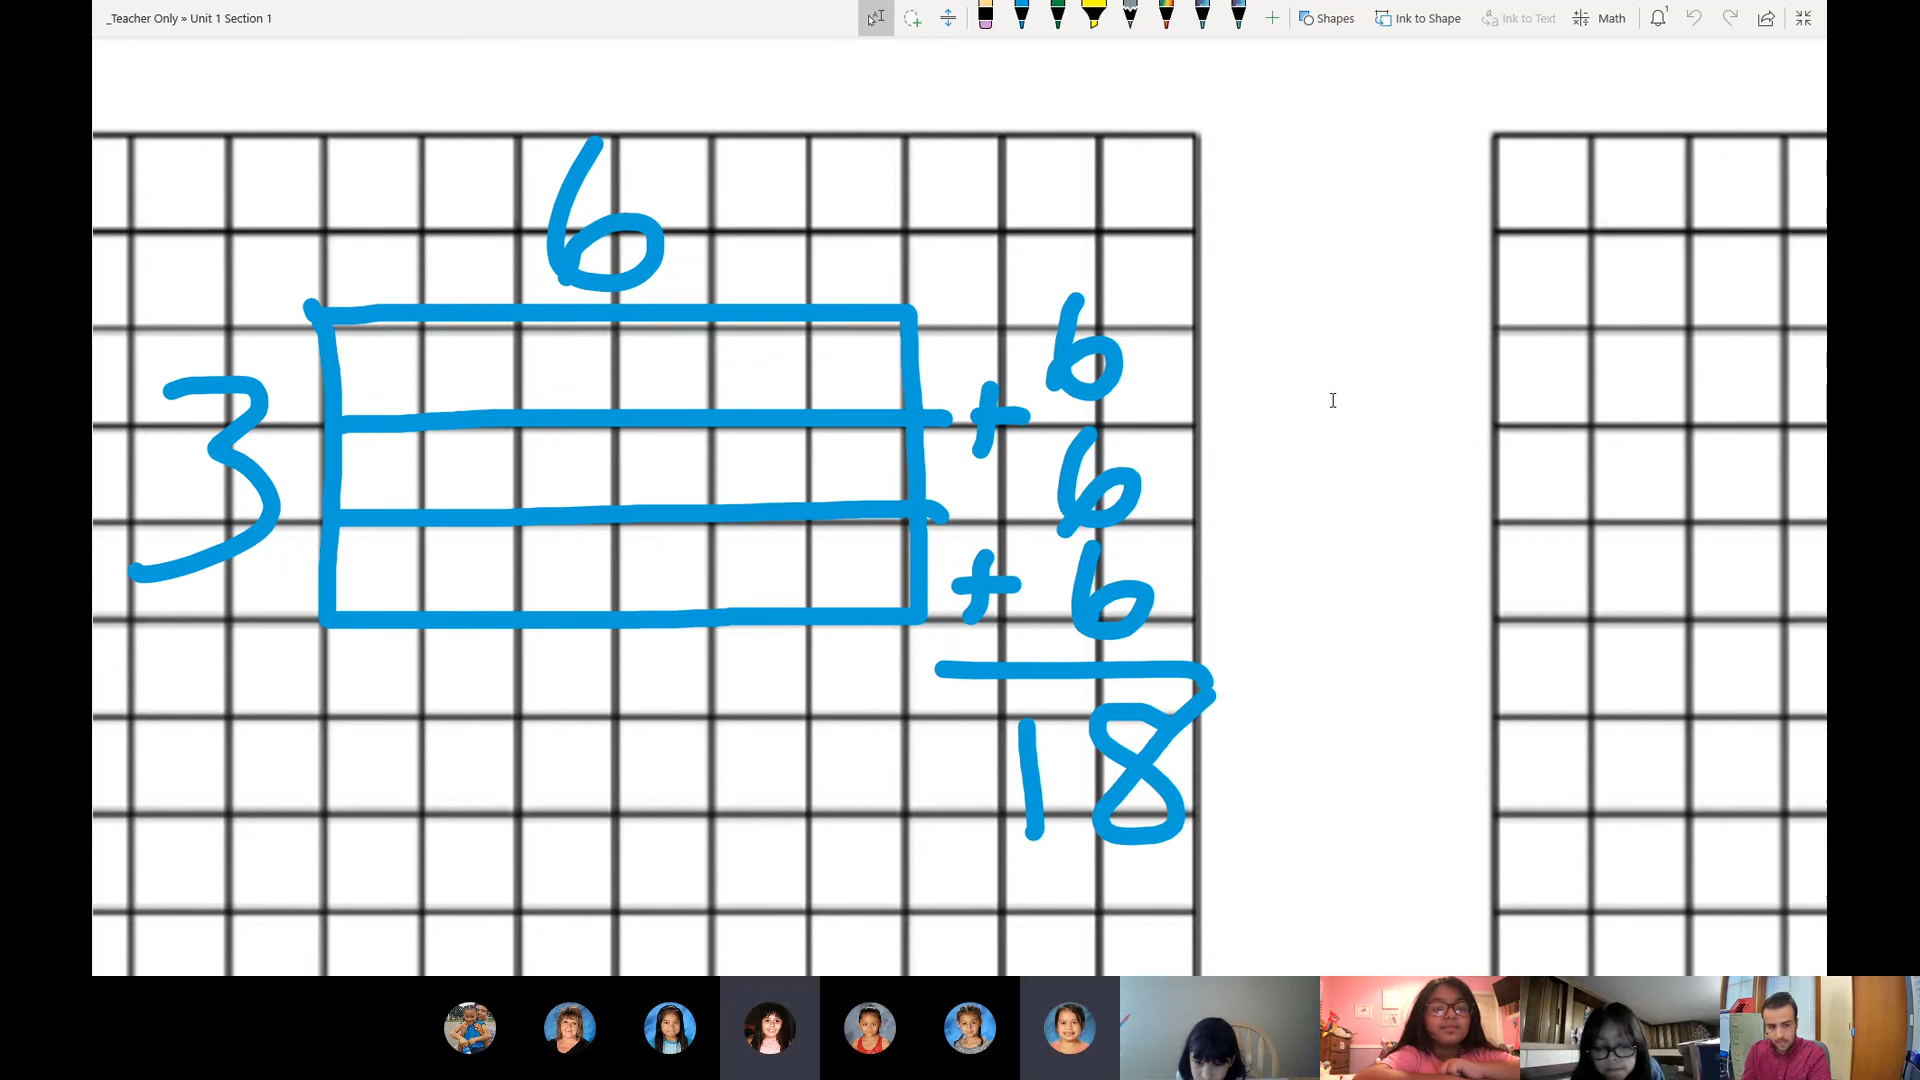 _Teacher Only » Unit 1 Section 1
Shapes
Ink to Shape
Ink to Text
Math
1
6
3
6
+ 6
+ 6
18